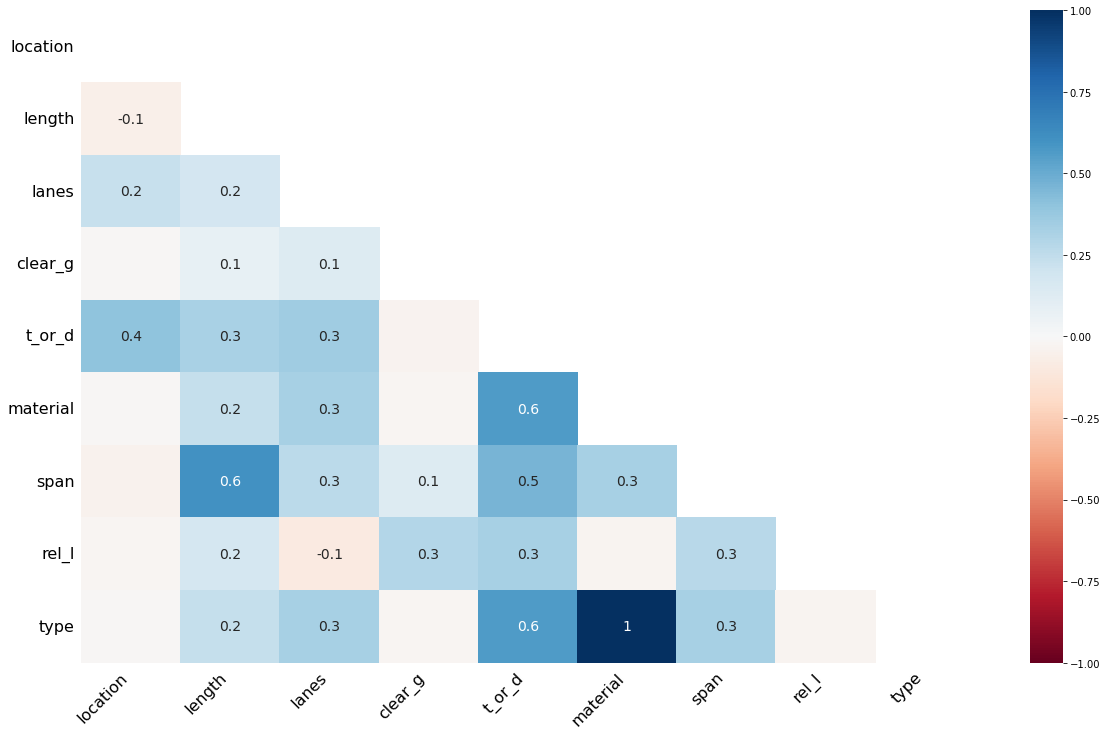 1.00
location
0.75
length
-0.1
lanes
0.2 0.2
0.50
clear_g
0.1 0.1
0.25
t_or_d
0.4 0.3 0.3
0.00
material
0.2 0.3 0.6
−0.25
span
0.6 0.3 0.1 0.5 0.3
−0.50
rel_l
0.2 -0.1 0.3 0.3 0.3
−0.75
type
0.2 0.3 0.6 1 0.3
−1.00
location length lanes clear_g t_or_d material span rel_l type